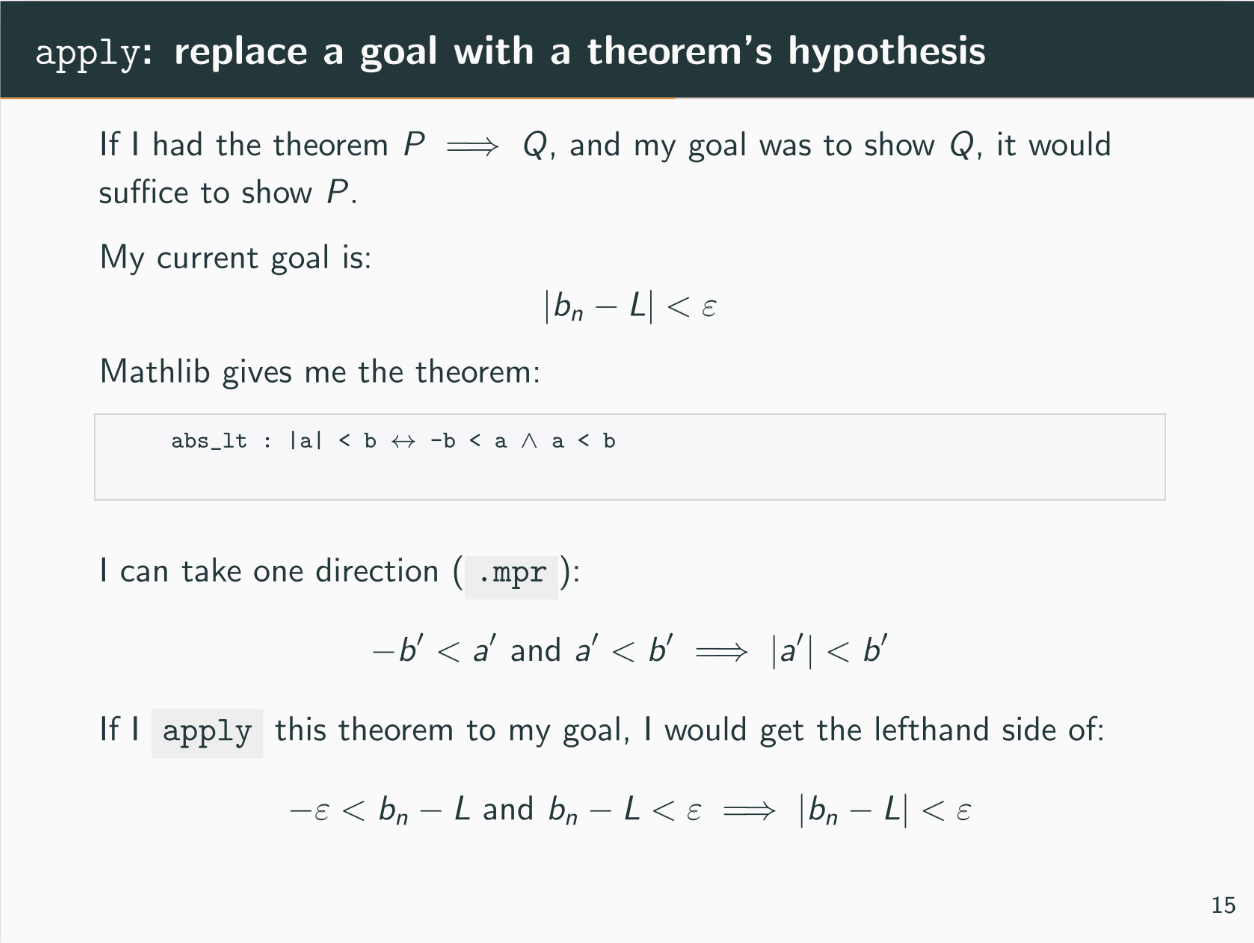 apply: replace a goal with a theorem's hypothesis
If I had the theorem P ⟹ Q, and my goal was to show Q, it would
suffice to show P.
My current goal is:
|bₙ − L| < ε
Mathlib gives me the theorem:
abs_lt : |a| < b ↔ -b < a ∧ a < b
I can take one direction ( .mpr ):
−b′ < a′ and a′ < b′ ⟹ |a′| < b′
If I apply this theorem to my goal, I would get the lefthand side of:
−ε < bₙ − L and bₙ − L < ε ⟹ |bₙ − L| < ε
15